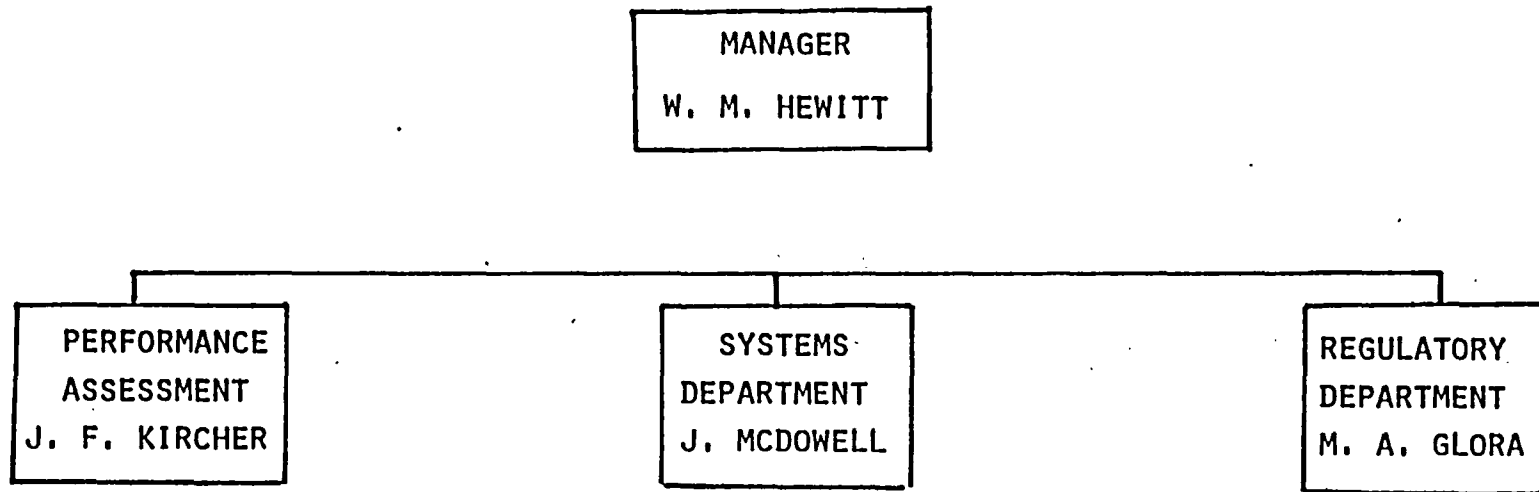 MANAGER
W. M. HEWITT
PERFORMANCE
ASSESSMENT
J. F. KIRCHER
SYSTEMS
DEPARTMENT
J. MCDOWELL
REGULATORY
DEPARTMENT
M. A. GLORA